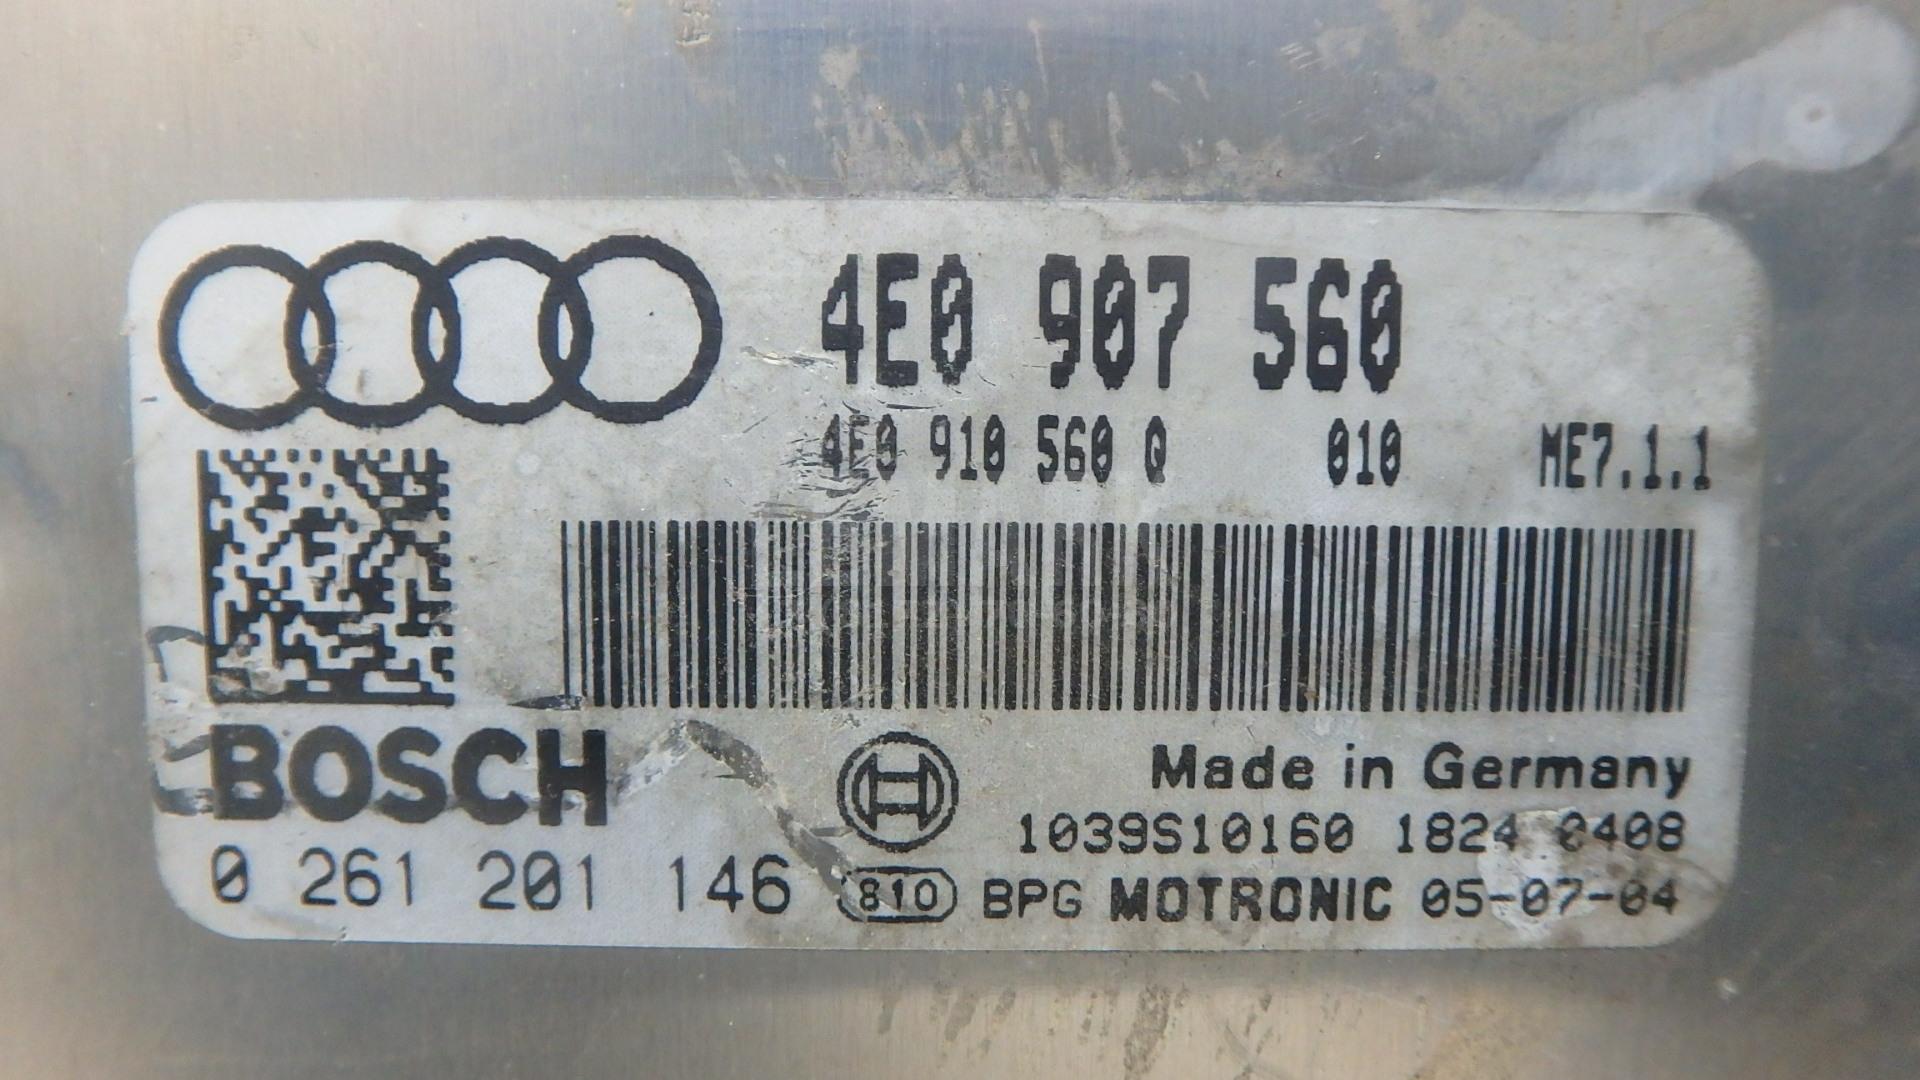 4E0 907 560
4E0 910 560 Q 010 ME7.1.1
BOSCH
Made in Germany
1039S10160 1824 0408
0 261 201 146 810 BPG MOTRONIC 05-07-04